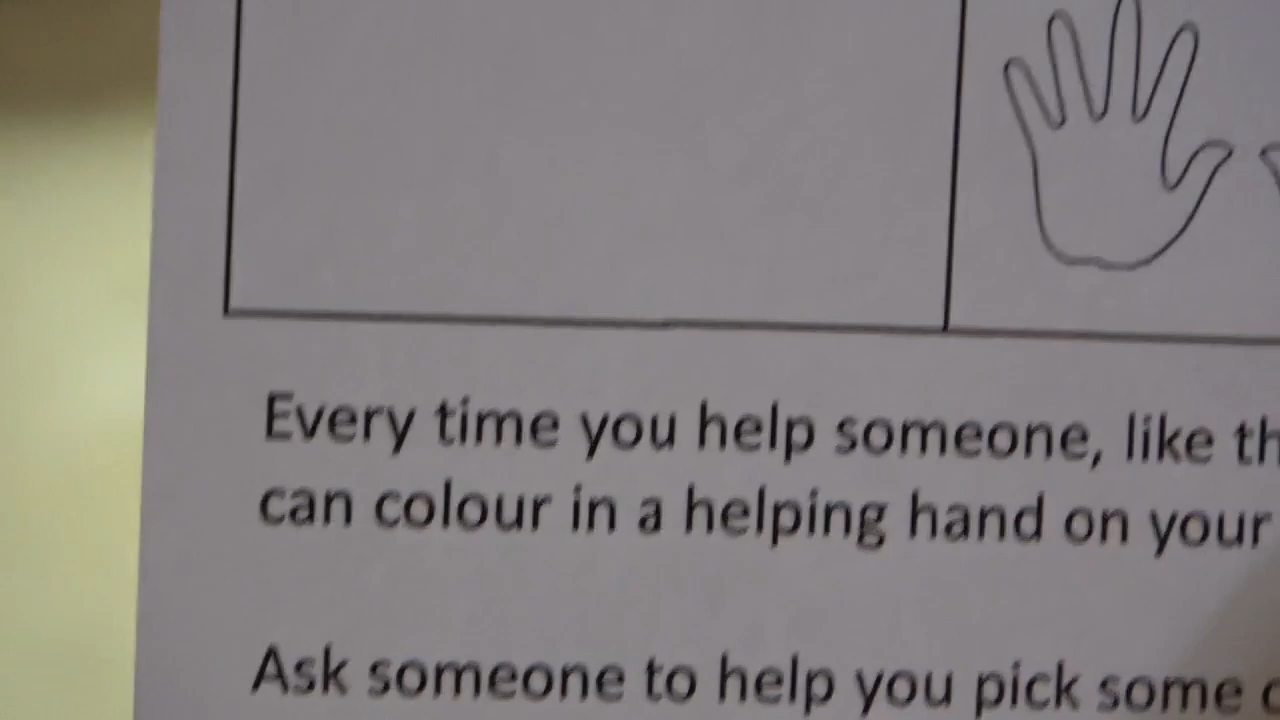 Every time you help someone, like
can colour in a helping hand on your
Ask someone to help you pick some